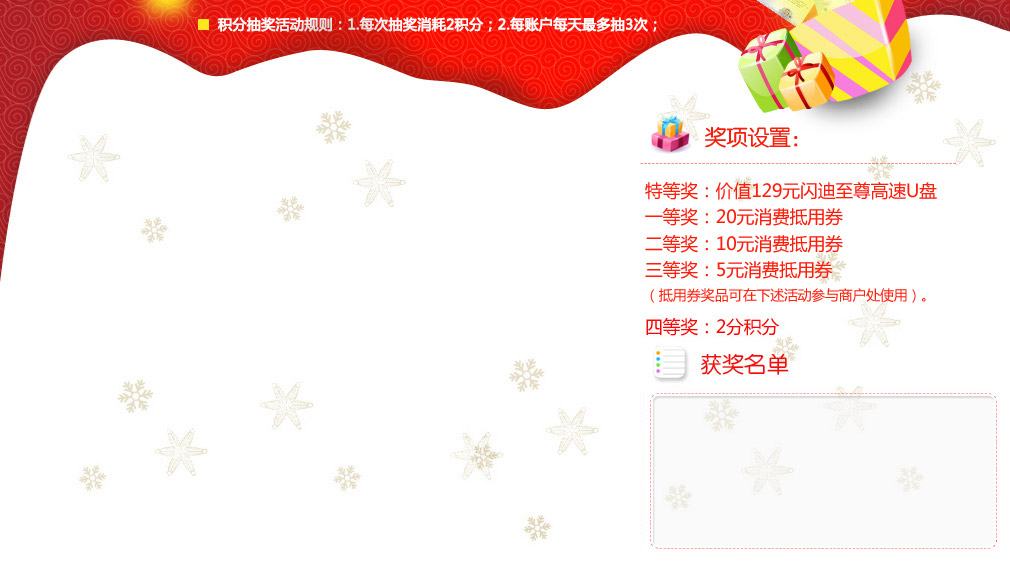 积分抽奖活动规则：1.每次抽奖消耗2积分；2.每账户每天最多抽3次；
奖项设置：
特等奖：价值129元闪迪至尊高速U盘
一等奖：20元消费抵用券
二等奖：10元消费抵用券
三等奖：5元消费抵用券
（抵用券奖品可在下述活动参与商户处使用）。
四等奖：2分积分
获奖名单